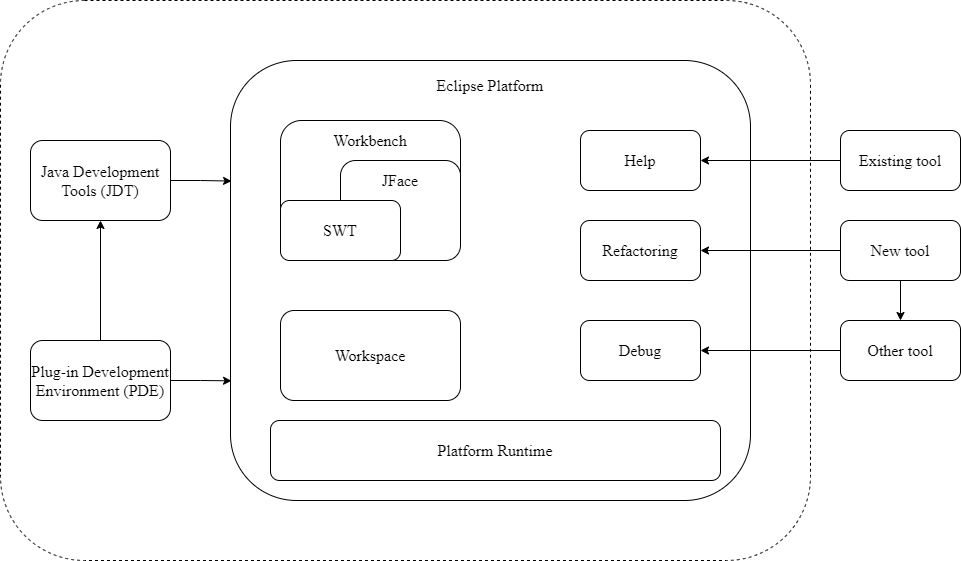 Eclipse Platform
Workbench
JFace
SWT
Java Development
Tools (JDT)
Help
Existing tool
Refactoring
New tool
Workspace
Debug
Other tool
Plug-in Development
Environment (PDE)
Platform Runtime